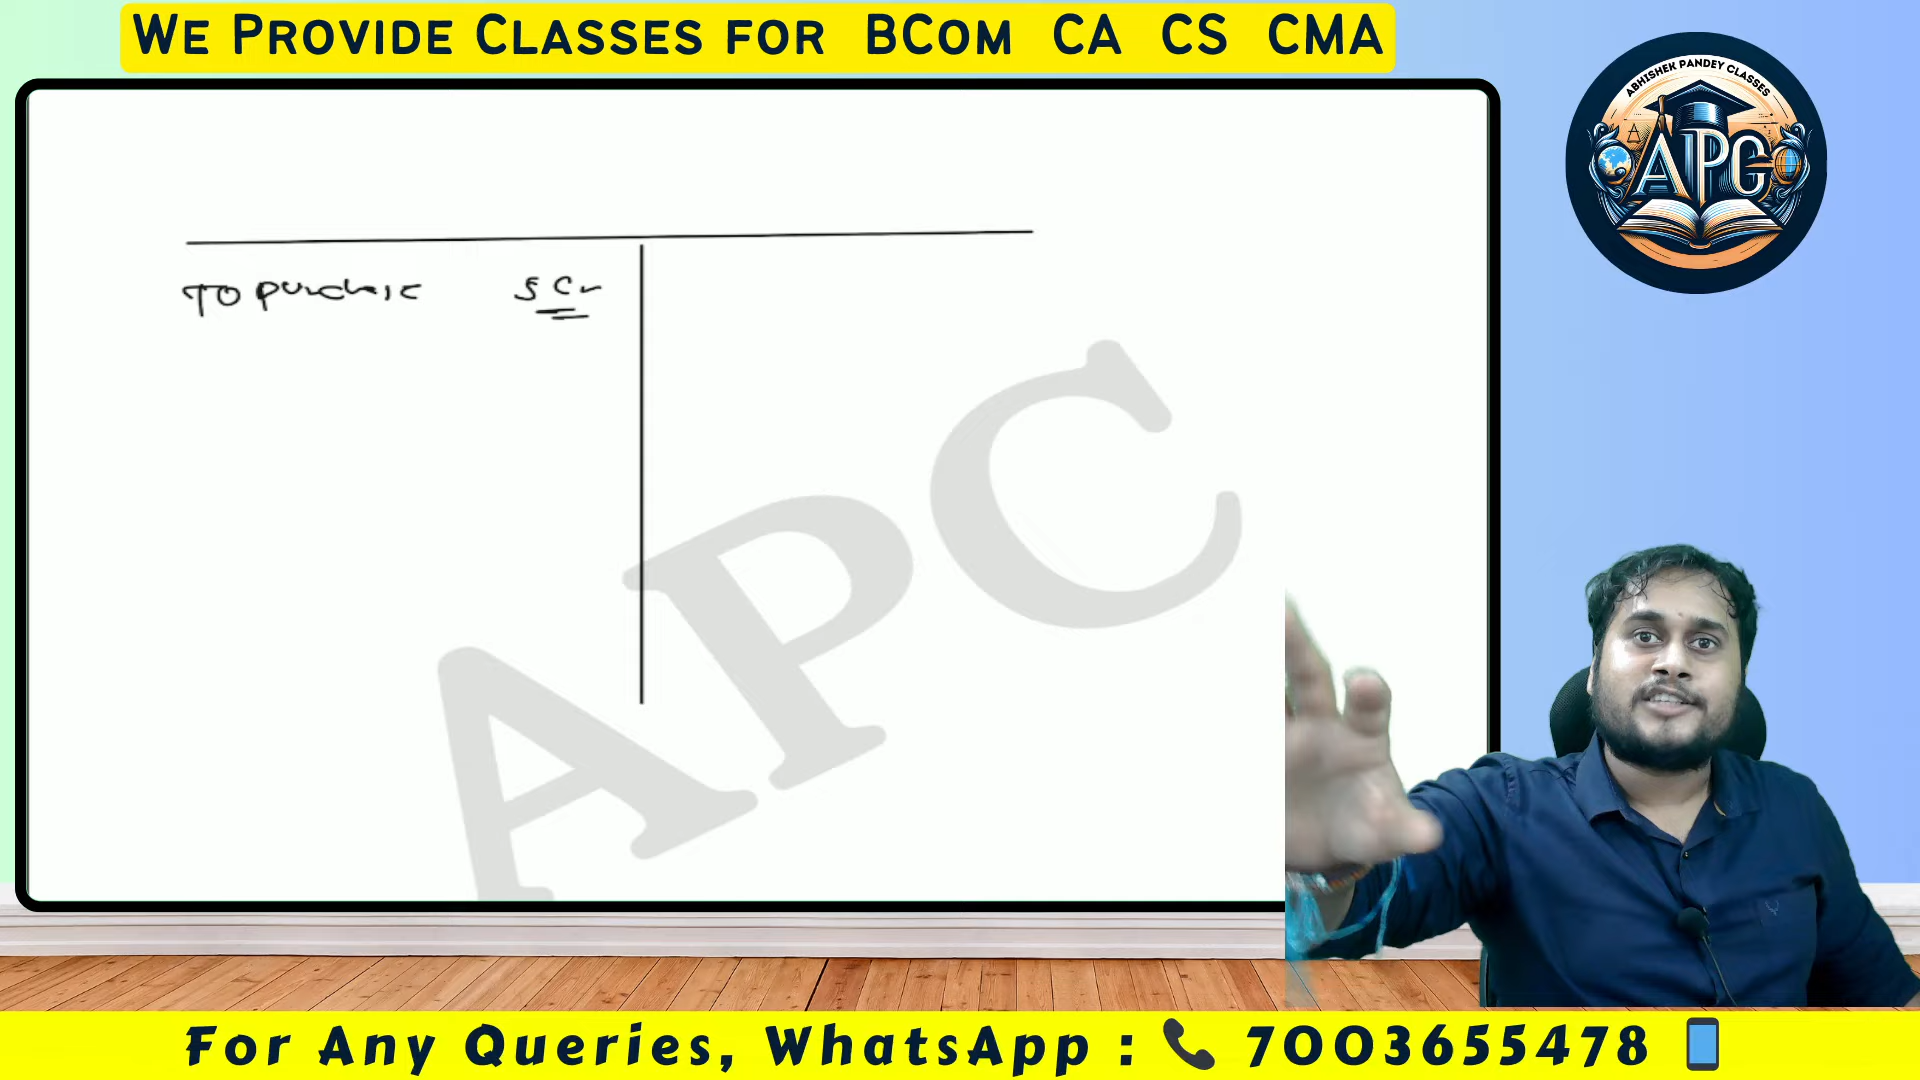 We Provide Classes for BCom CA CS CMA
ABHISHEK PANDEY CLASSES
APC
To purchase 5 Cr
APC
For Any Queries, WhatsApp : 7003655478